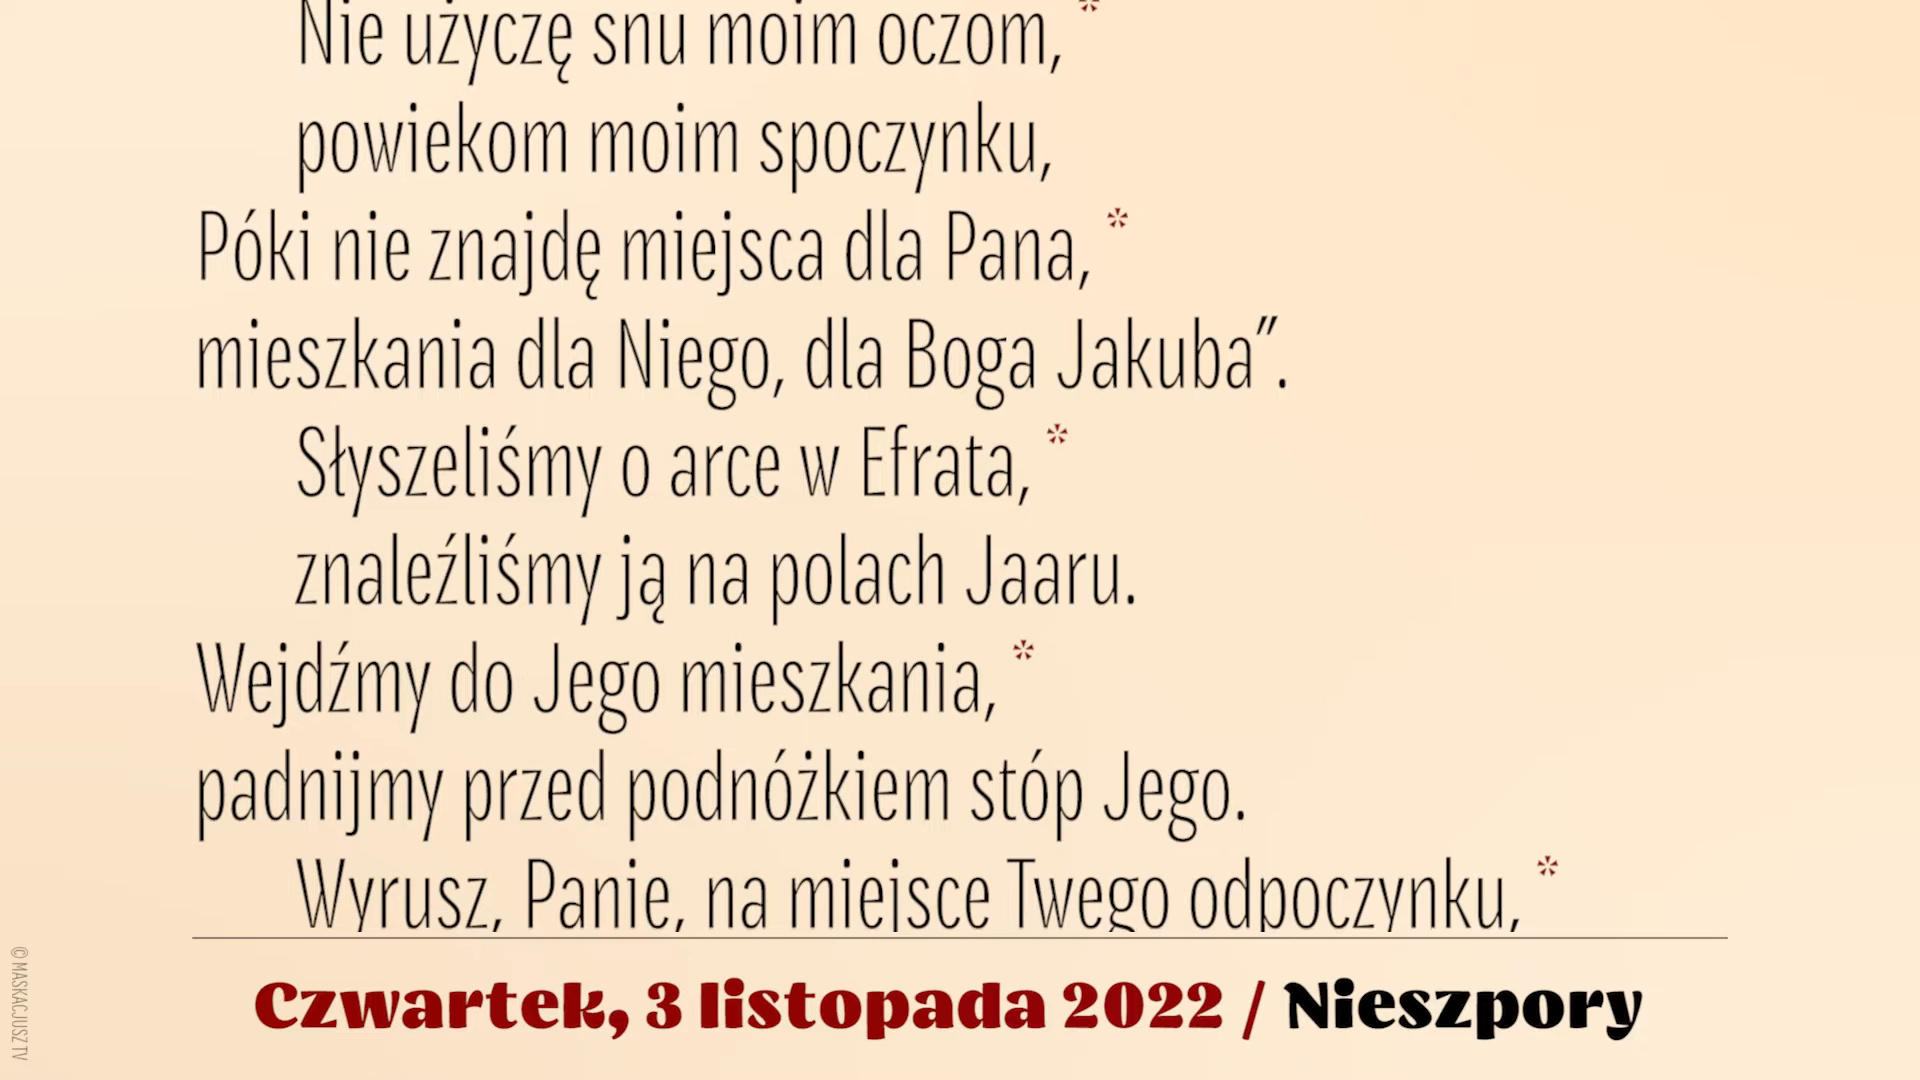 Nie użyczę snu moim oczom, *
powiekom moim spoczynku,
Póki nie znajdę miejsca dla Pana, *
mieszkania dla Niego, dla Boga Jakuba”.
Słyszeliśmy o arce w Efrata, *
znaleźliśmy ją na polach Jaaru.
Wejdźmy do Jego mieszkania, *
padnijmy przed podnóżkiem stóp Jego.
Wyrusz, Panie, na miejsce Twego odpoczynku, *
Czwartek, 3 listopada 2022 / Nieszpory
© MASKACJUSZ TV